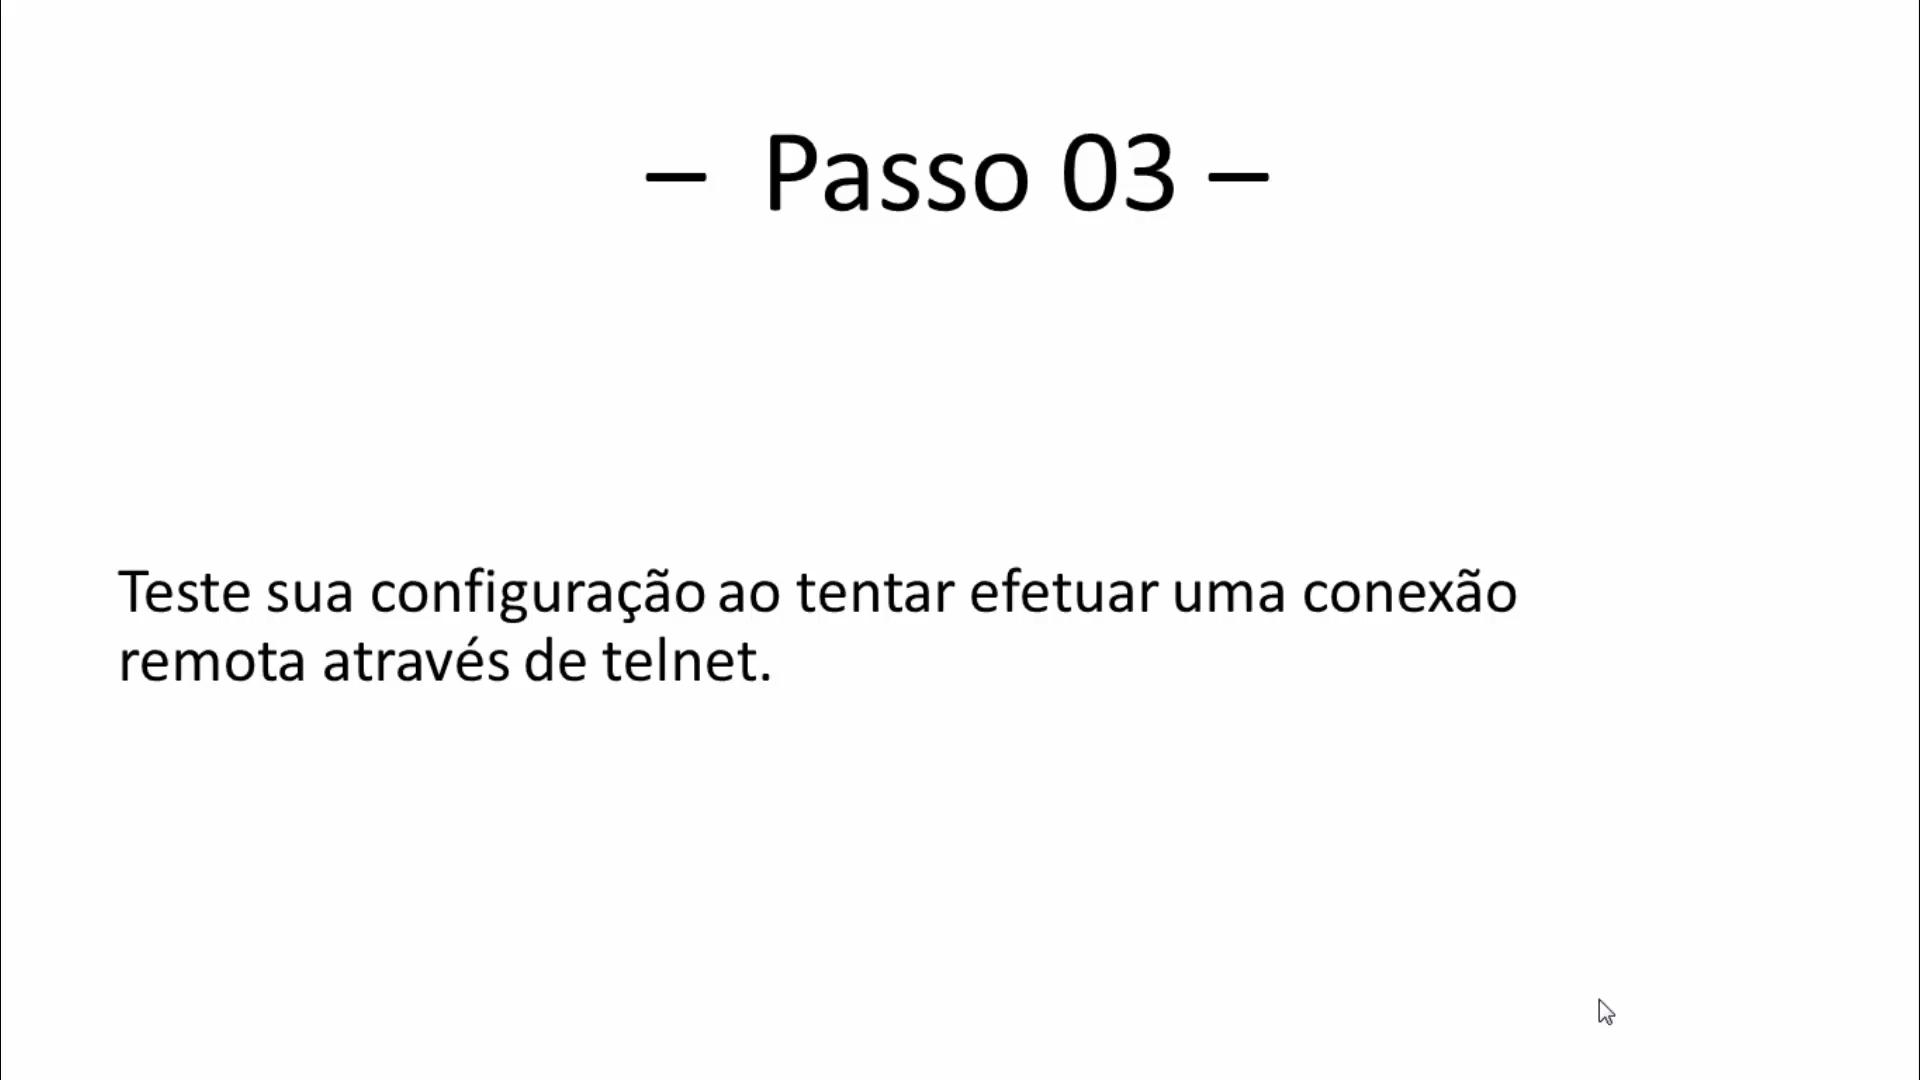 – Passo 03 –
Teste sua configuração ao tentar efetuar uma conexão
remota através de telnet.